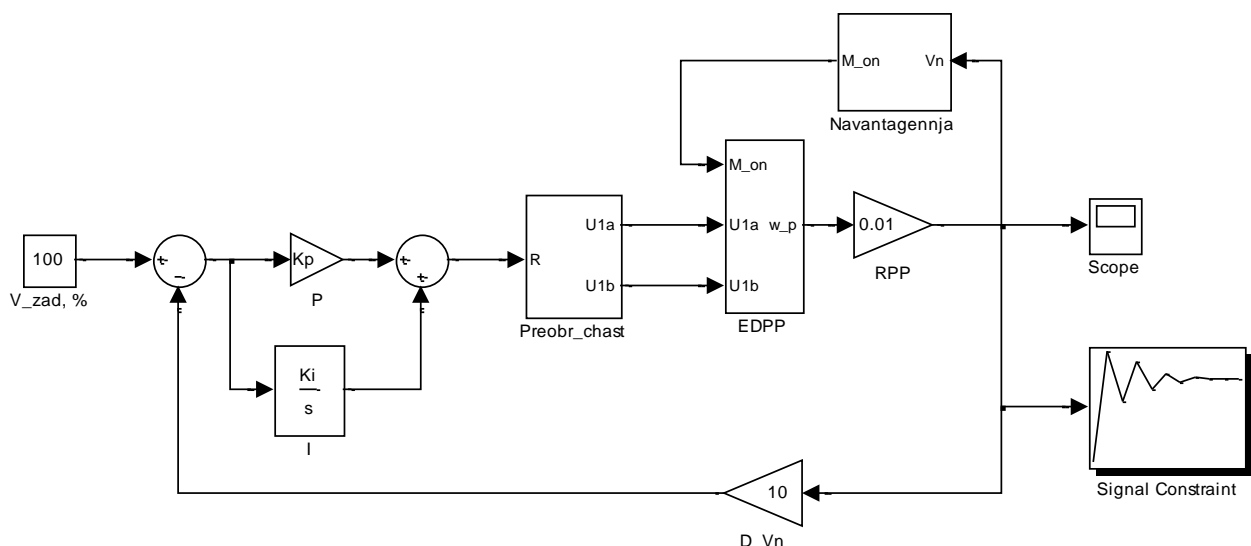 M_on
Vn
Navantagennja
M_on
U1a
w_p
U1b
EDPP
0.01
RPP
Scope
100
V_zad, %
Kp
P
R
U1a
U1b
Preobr_chast
Ki
s
I
10
D_Vn
Signal Constraint